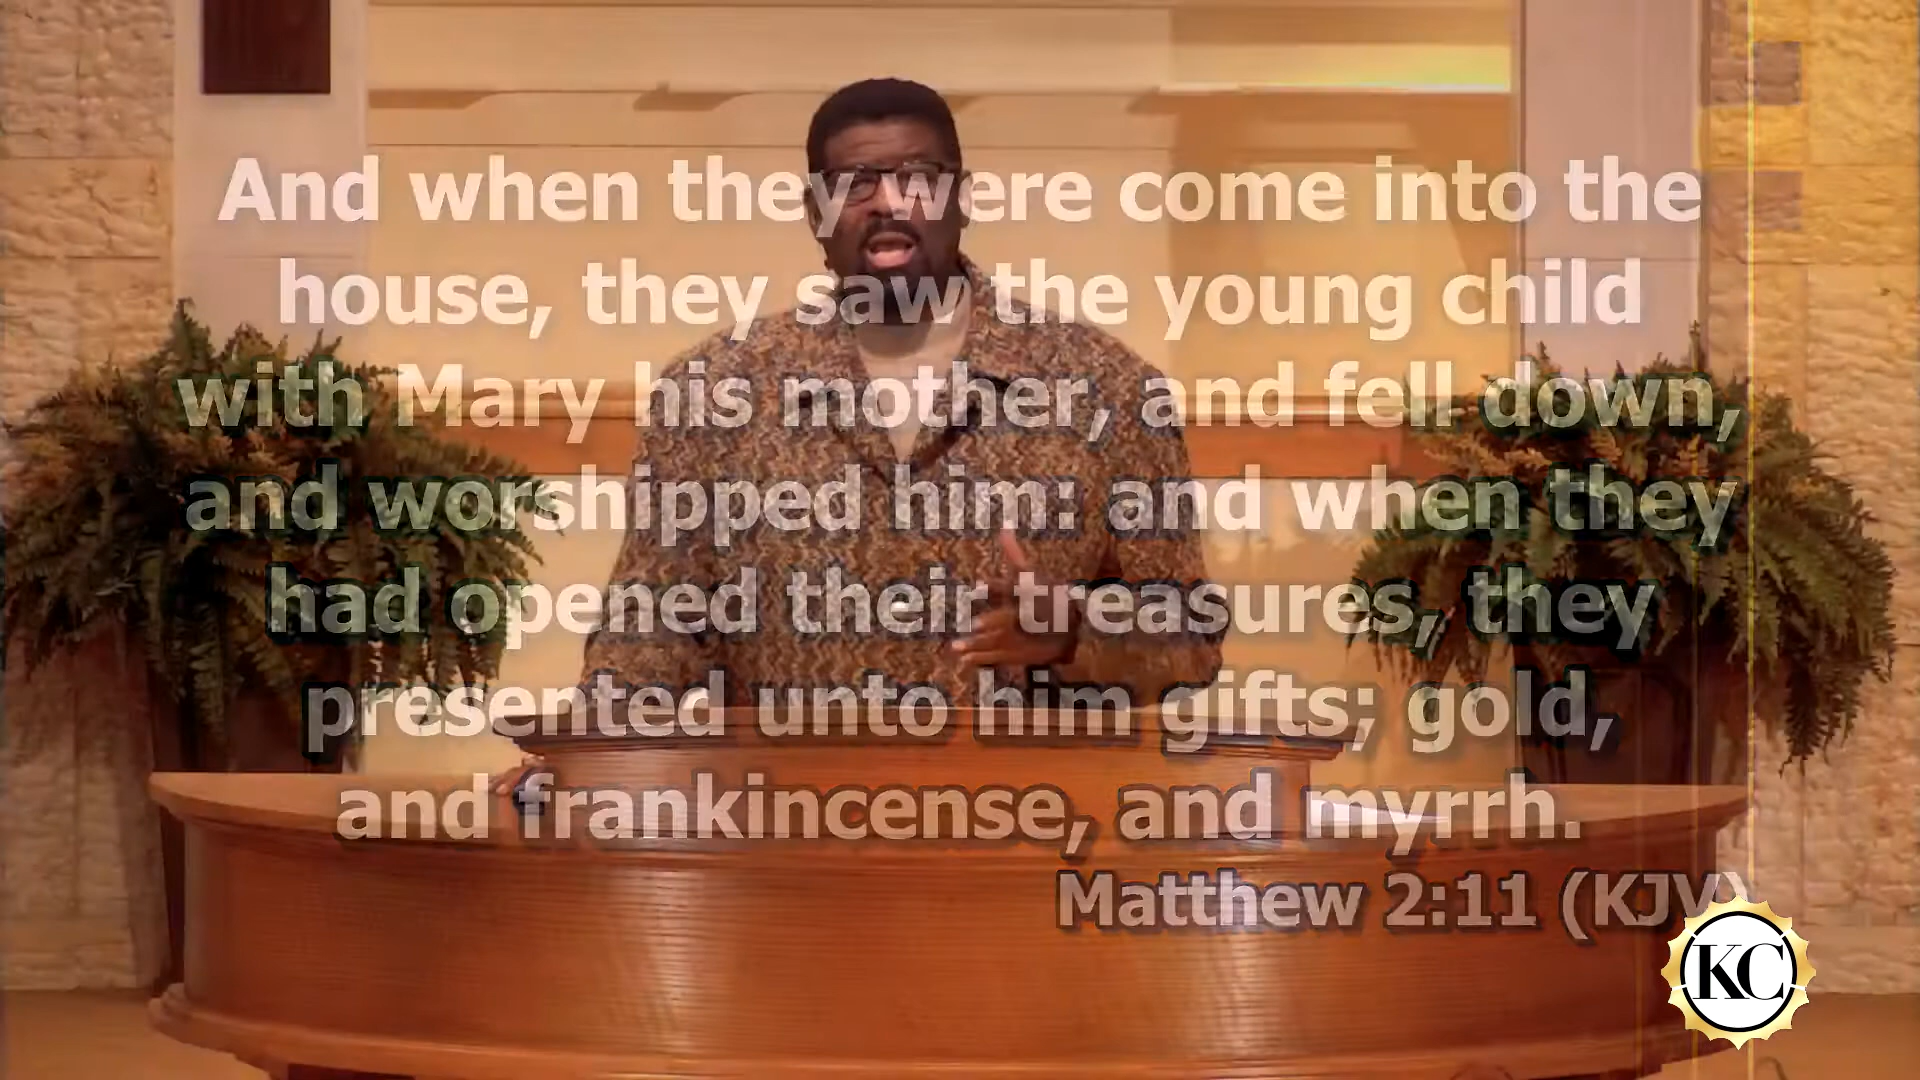 And when they were come into the
house, they saw the young child
with Mary his mother, and fell down,
and worshipped him: and when they
had opened their treasures, they
presented unto him gifts; gold,
and frankincense, and myrrh.
Matthew 2:11 (KJV)
KC